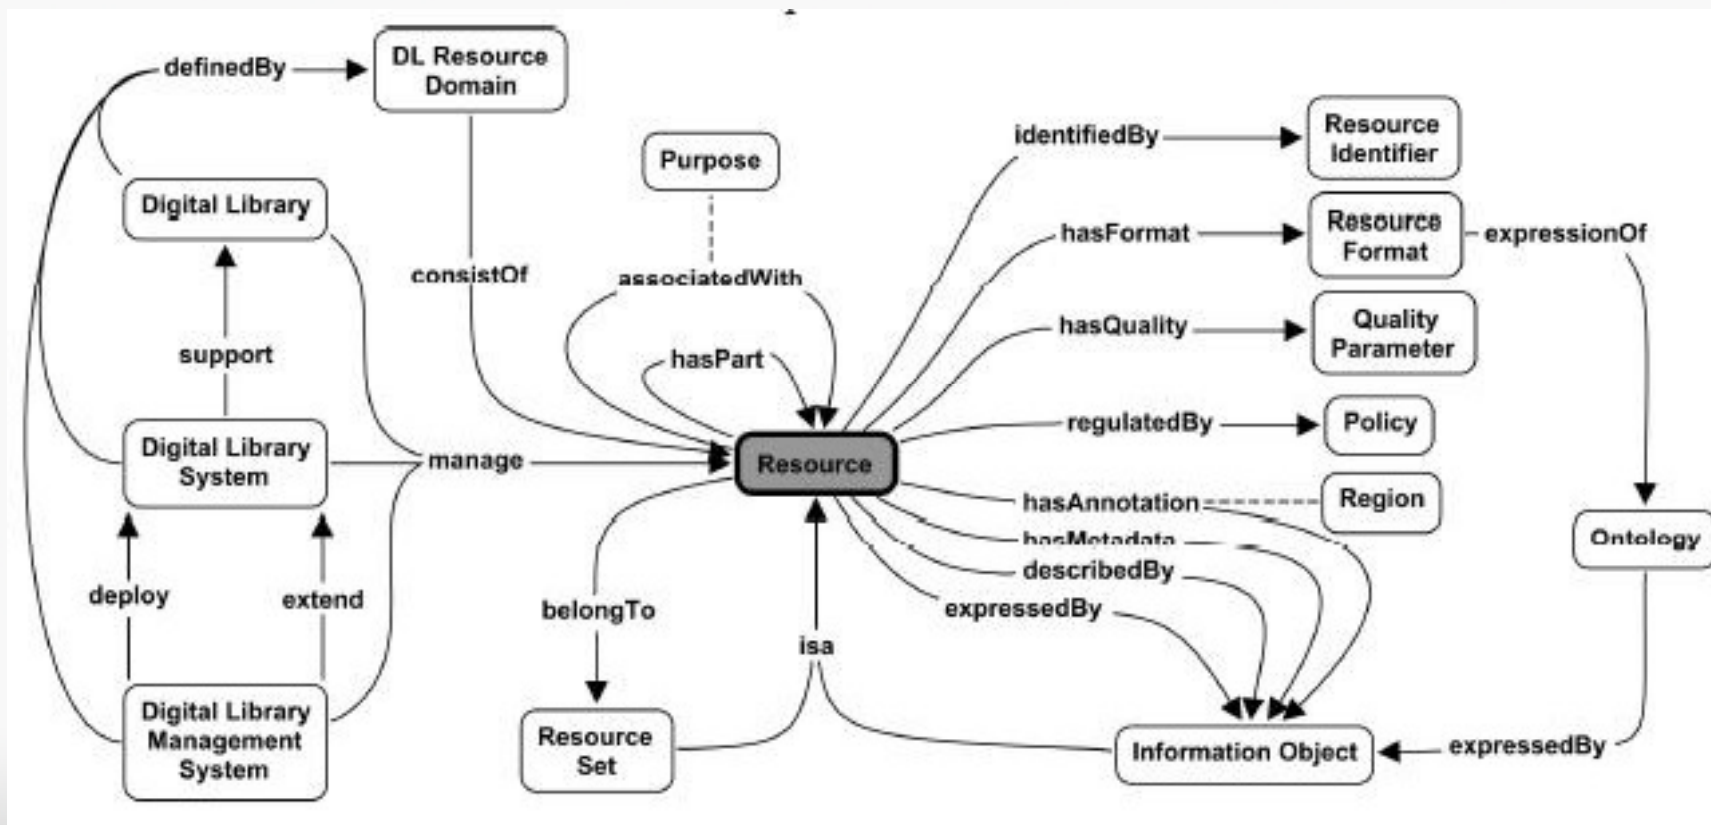 definedBy
DL Resource
Domain
Purpose
identifiedBy
Resource
Identifier
Digital Library
hasFormat
Resource
Format
expressionOf
consistOf
associatedWith
support
hasPart
hasQuality
Quality
Parameter
regulatedBy
Policy
Digital Library
System
manage
Resource
hasAnnotation
Region
hasMetadata
Ontology
describedBy
deploy
extend
belongTo
expressedBy
isa
Digital Library
Management
System
Resource
Set
Information Object
expressedBy